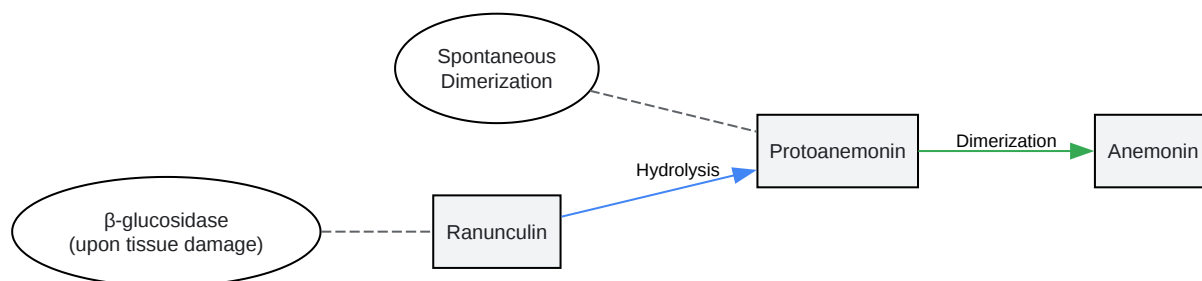 Spontaneous
Dimerization
Protoanemonin
Dimerization
Anemonin
Hydrolysis
β-glucosidase
(upon tissue damage)
Ranunculin